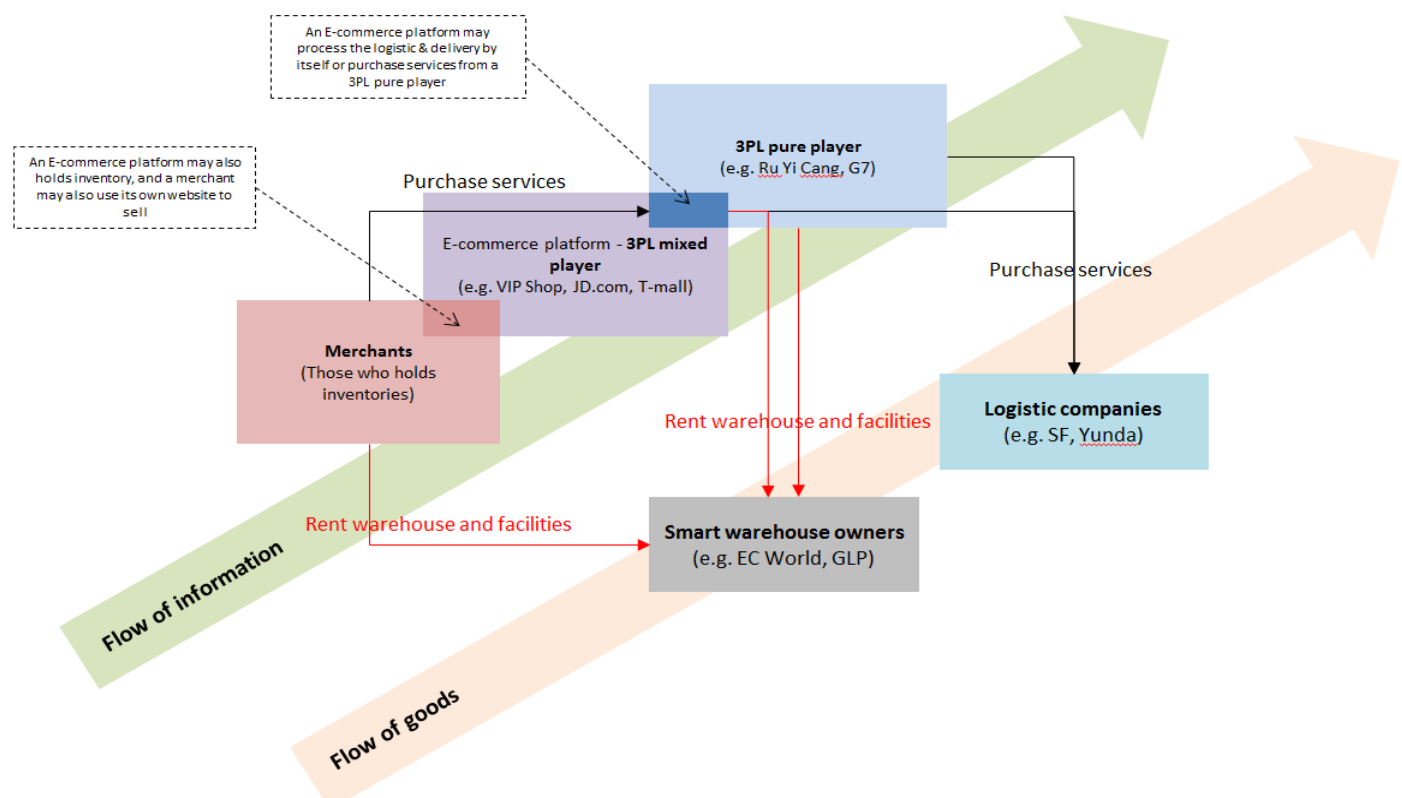 An E-commerce platform may
process the logistic & delivery by
itself or purchase services from a
3PL pure player
An E-commerce platform may also
holds inventory, and a merchant
may also use its own website to
sell
Purchase services
3PL pure player
(e.g. Ru Yi Cang, G7)
E-commerce platform - 3PL mixed
player
(e.g. VIP Shop, JD.com, T-mall)
Purchase services
Merchants
(Those who holds
inventories)
Rent warehouse and facilities
Logistic companies
(e.g. SF, Yunda)
Rent warehouse and facilities
Smart warehouse owners
(e.g. EC World, GLP)
Flow of information
Flow of goods